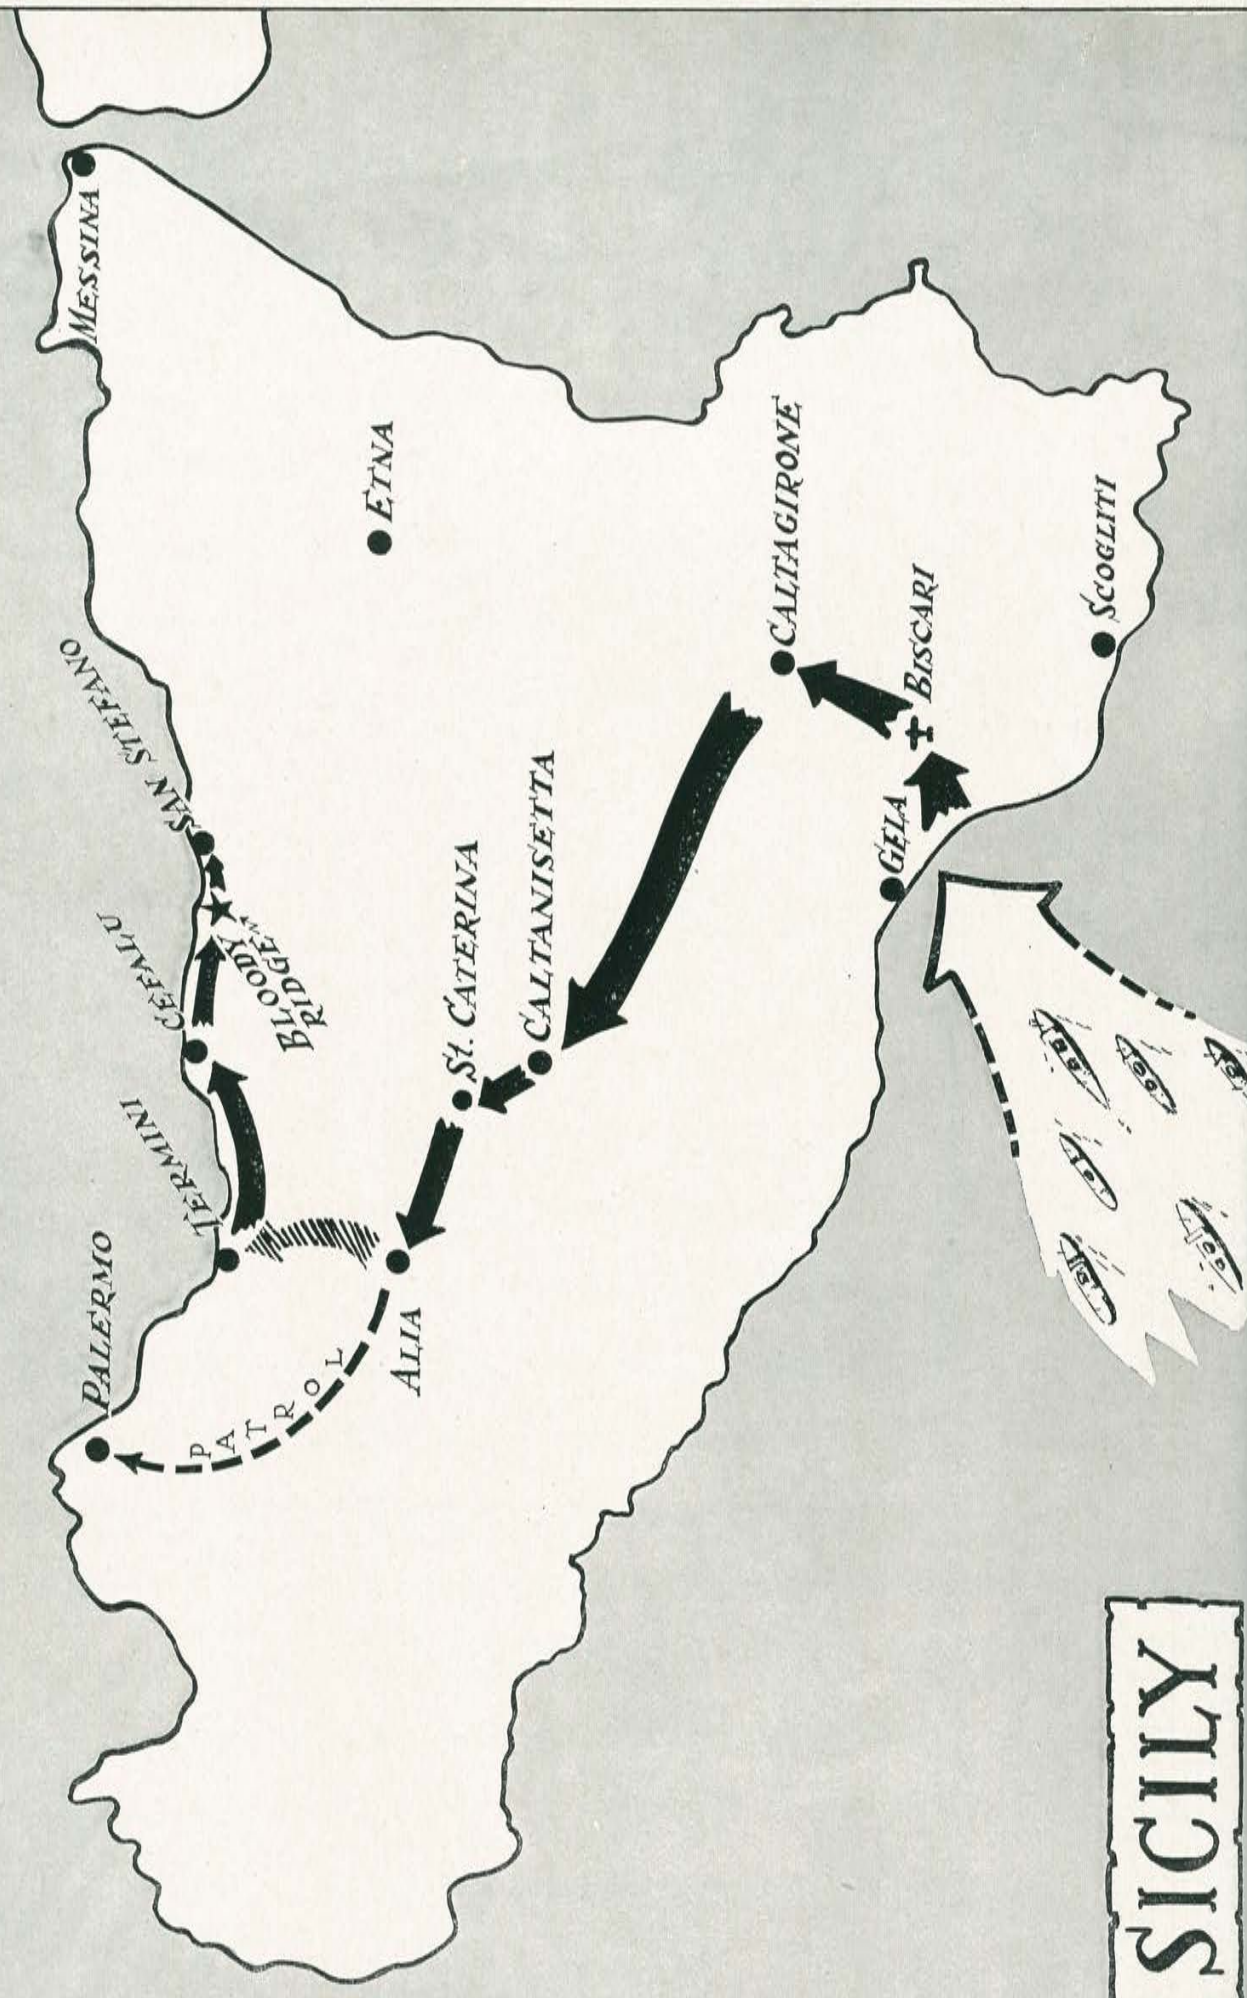 MESSINA
ETNA
SAN STEFANO
CEFALU
"BLOODY
RIDGE"
TERMINI
PALERMO
PATROL
ALIA
St. CATERINA
CALTANISETTA
CALTAGIRONE
BISCARI
GELA
SCOGLITI
SICILY